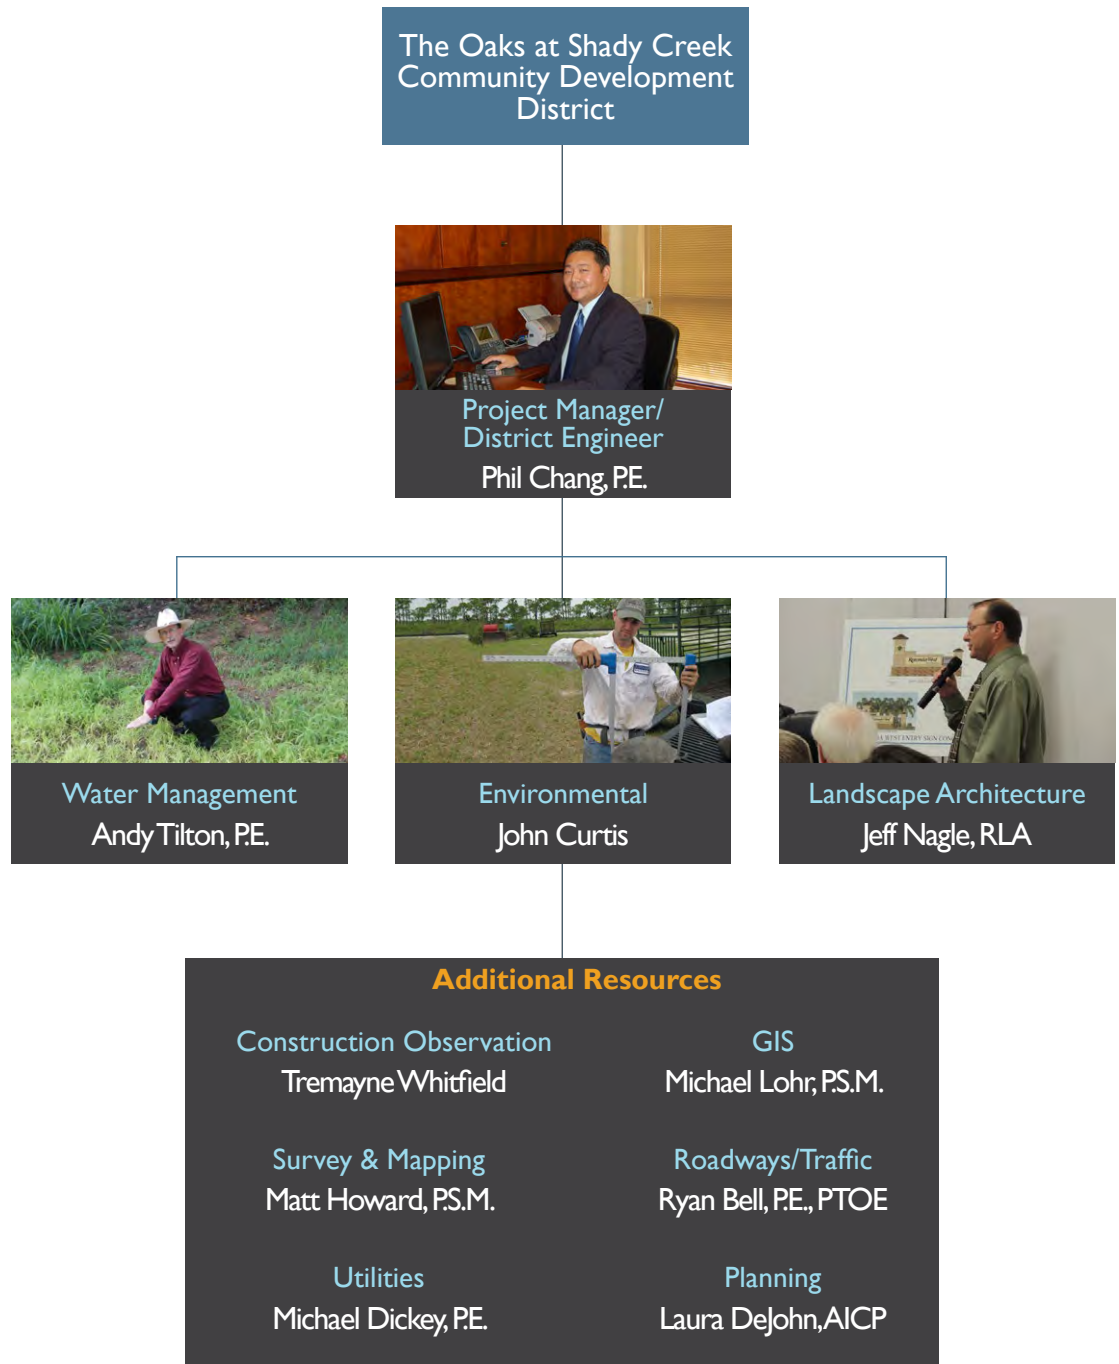 The Oaks at Shady Creek
Community Development
District
Project Manager/
District Engineer
Phil Chang, P.E.
Water Management
Andy Tilton, P.E.
Environmental
John Curtis
Landscape Architecture
Jeff Nagle, RLA
Additional Resources
Construction Observation
Tremayne Whitfield
GIS
Michael Lohr, P.S.M.
Survey & Mapping
Matt Howard, P.S.M.
Roadways/Traffic
Ryan Bell, P.E., PTOE
Utilities
Michael Dickey, P.E.
Planning
Laura DeJohn, AICP